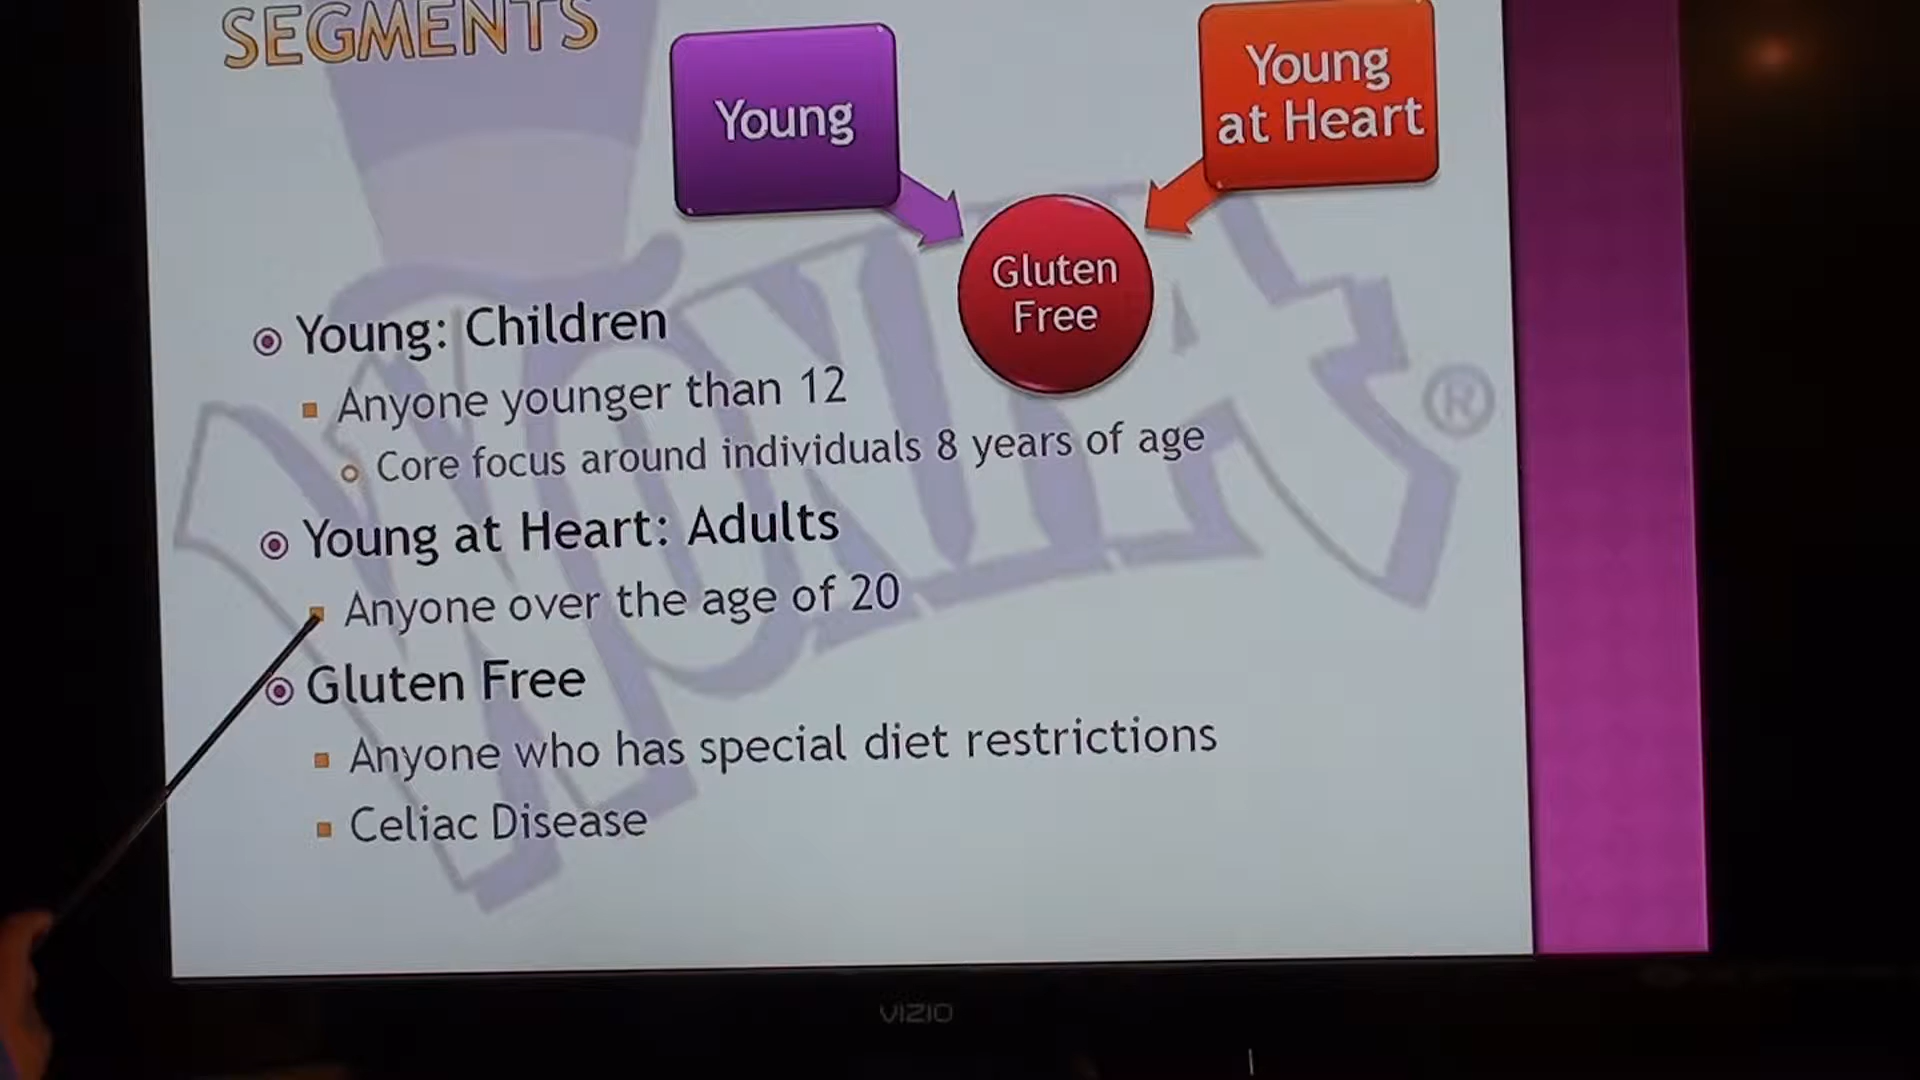 SEGMENTS
Young
Young
at Heart
Gluten
Free
Young: Children
Anyone younger than 12
Core focus around individuals 8 years of age
Young at Heart: Adults
Anyone over the age of 20
Gluten Free
Anyone who has special diet restrictions
Celiac Disease
WONKA ®
VIZIO